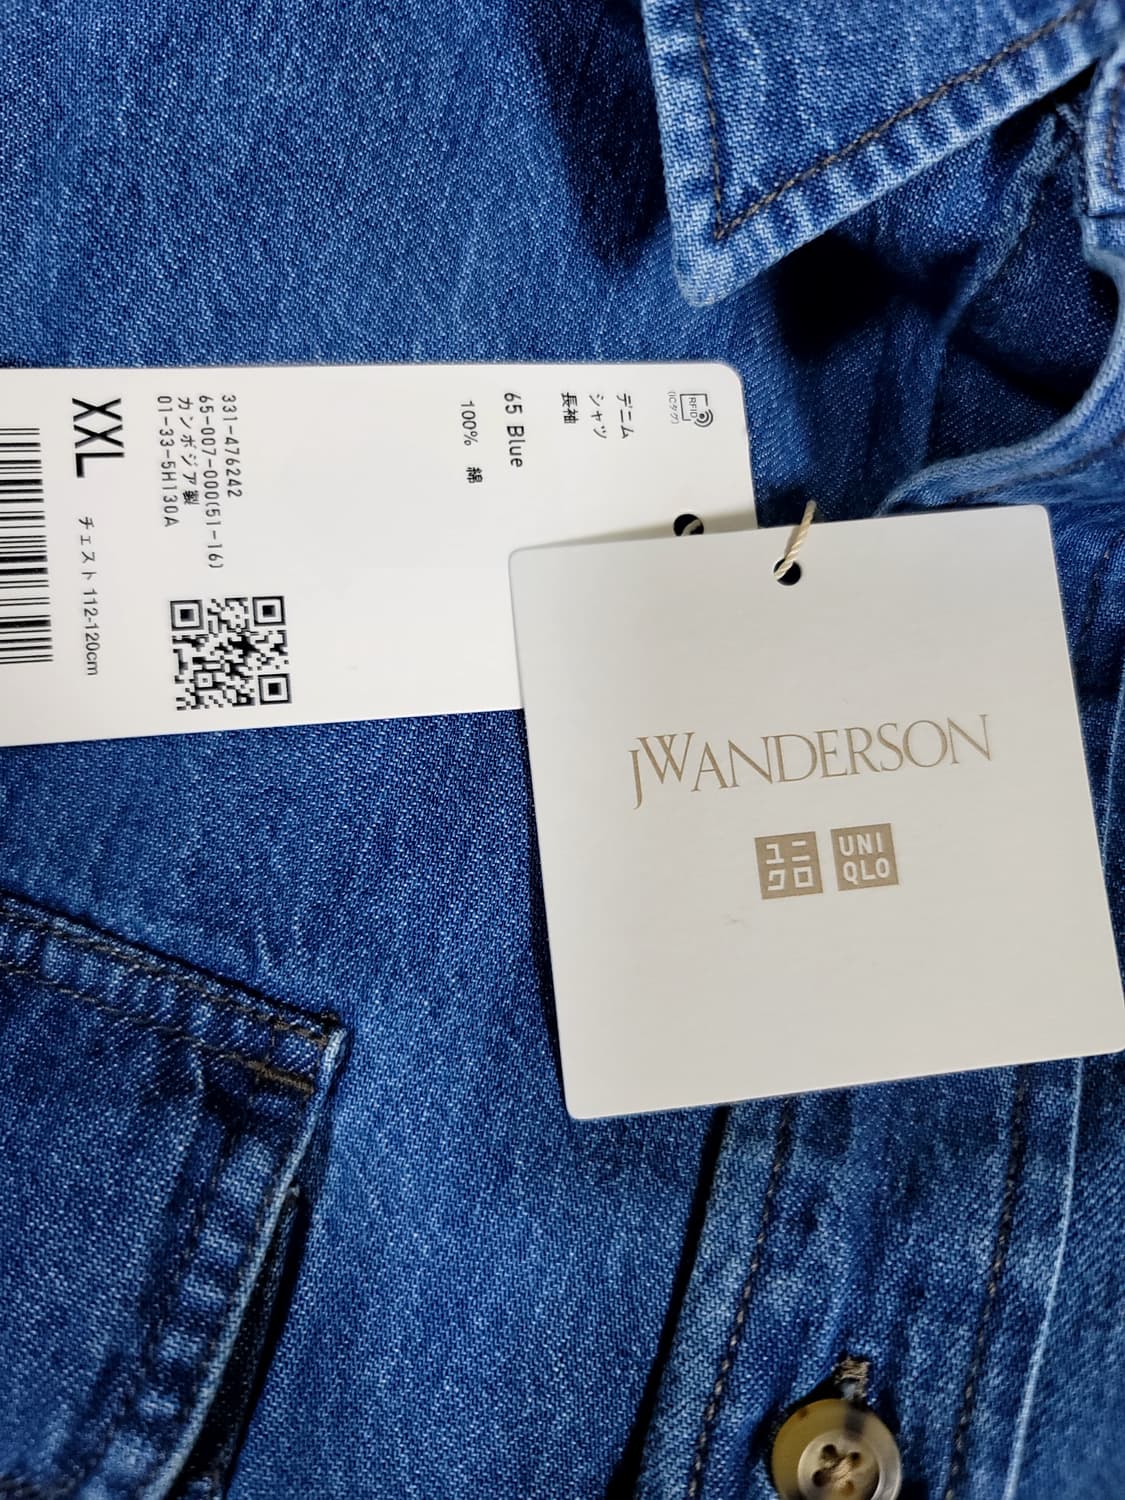 RFID
(ICタグ)
デニム
シャツ
長袖
65 Blue
100% 綿
331-476242
65-007-000(51-16)
カンボジア製
01-33-5H130A
XXL
チェスト 112-120cm
JWANDERSON
ユニ
クロ
UNI
QLO